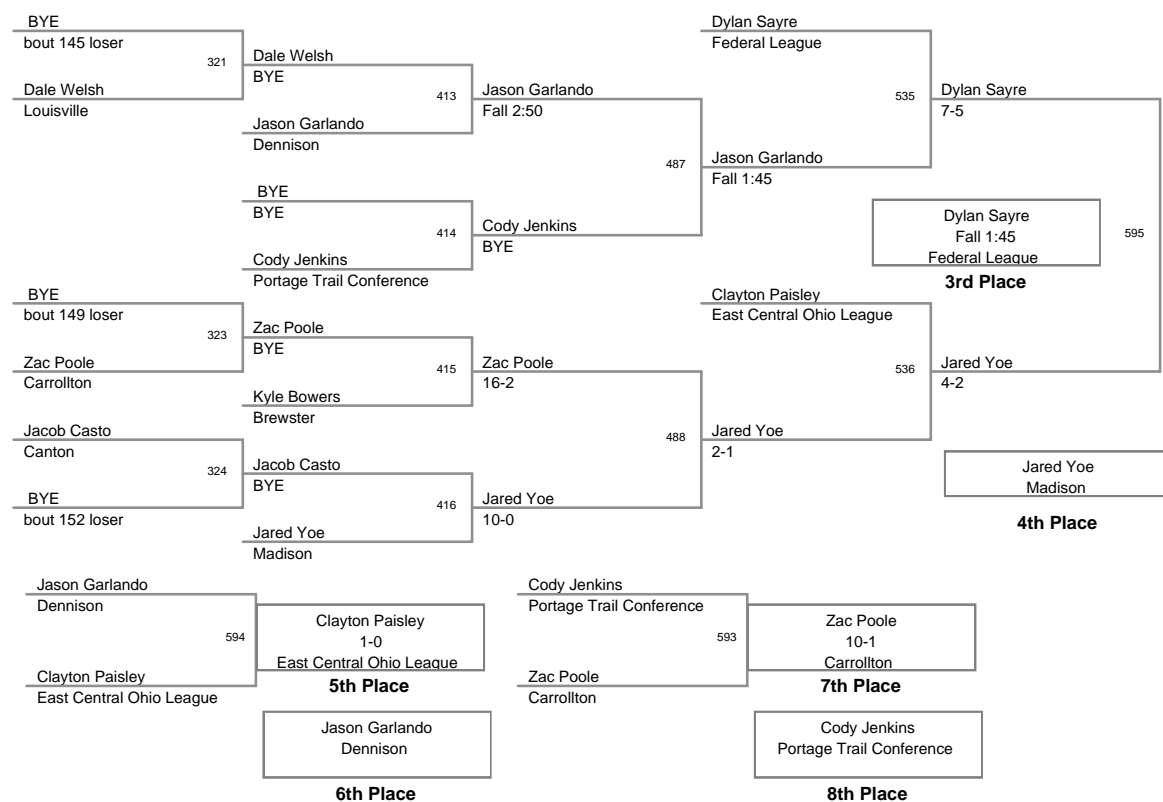 BYE
bout 145 loser
321
Dale Welsh
Louisville
Dale Welsh
BYE
413
Jason Garlando
Dennison
Jason Garlando
Fall 2:50
487
BYE
BYE
414
Cody Jenkins
Portage Trail Conference
Cody Jenkins
BYE
Jason Garlando
Fall 1:45
Dylan Sayre
Federal League
535
Dylan Sayre
7-5
595
Dylan Sayre
Fall 1:45
Federal League
3rd Place
BYE
bout 149 loser
323
Zac Poole
Carrollton
Zac Poole
BYE
415
Kyle Bowers
Brewster
Zac Poole
16-2
488
Jacob Casto
Canton
324
BYE
bout 152 loser
Jacob Casto
BYE
416
Jared Yoe
Madison
Jared Yoe
10-0
Jared Yoe
2-1
Clayton Paisley
East Central Ohio League
536
Jared Yoe
4-2
Jared Yoe
Madison
4th Place
Jason Garlando
Dennison
594
Clayton Paisley
East Central Ohio League
Clayton Paisley
1-0
East Central Ohio League
5th Place
Jason Garlando
Dennison
6th Place
Cody Jenkins
Portage Trail Conference
593
Zac Poole
Carrollton
Zac Poole
10-1
Carrollton
7th Place
Cody Jenkins
Portage Trail Conference
8th Place